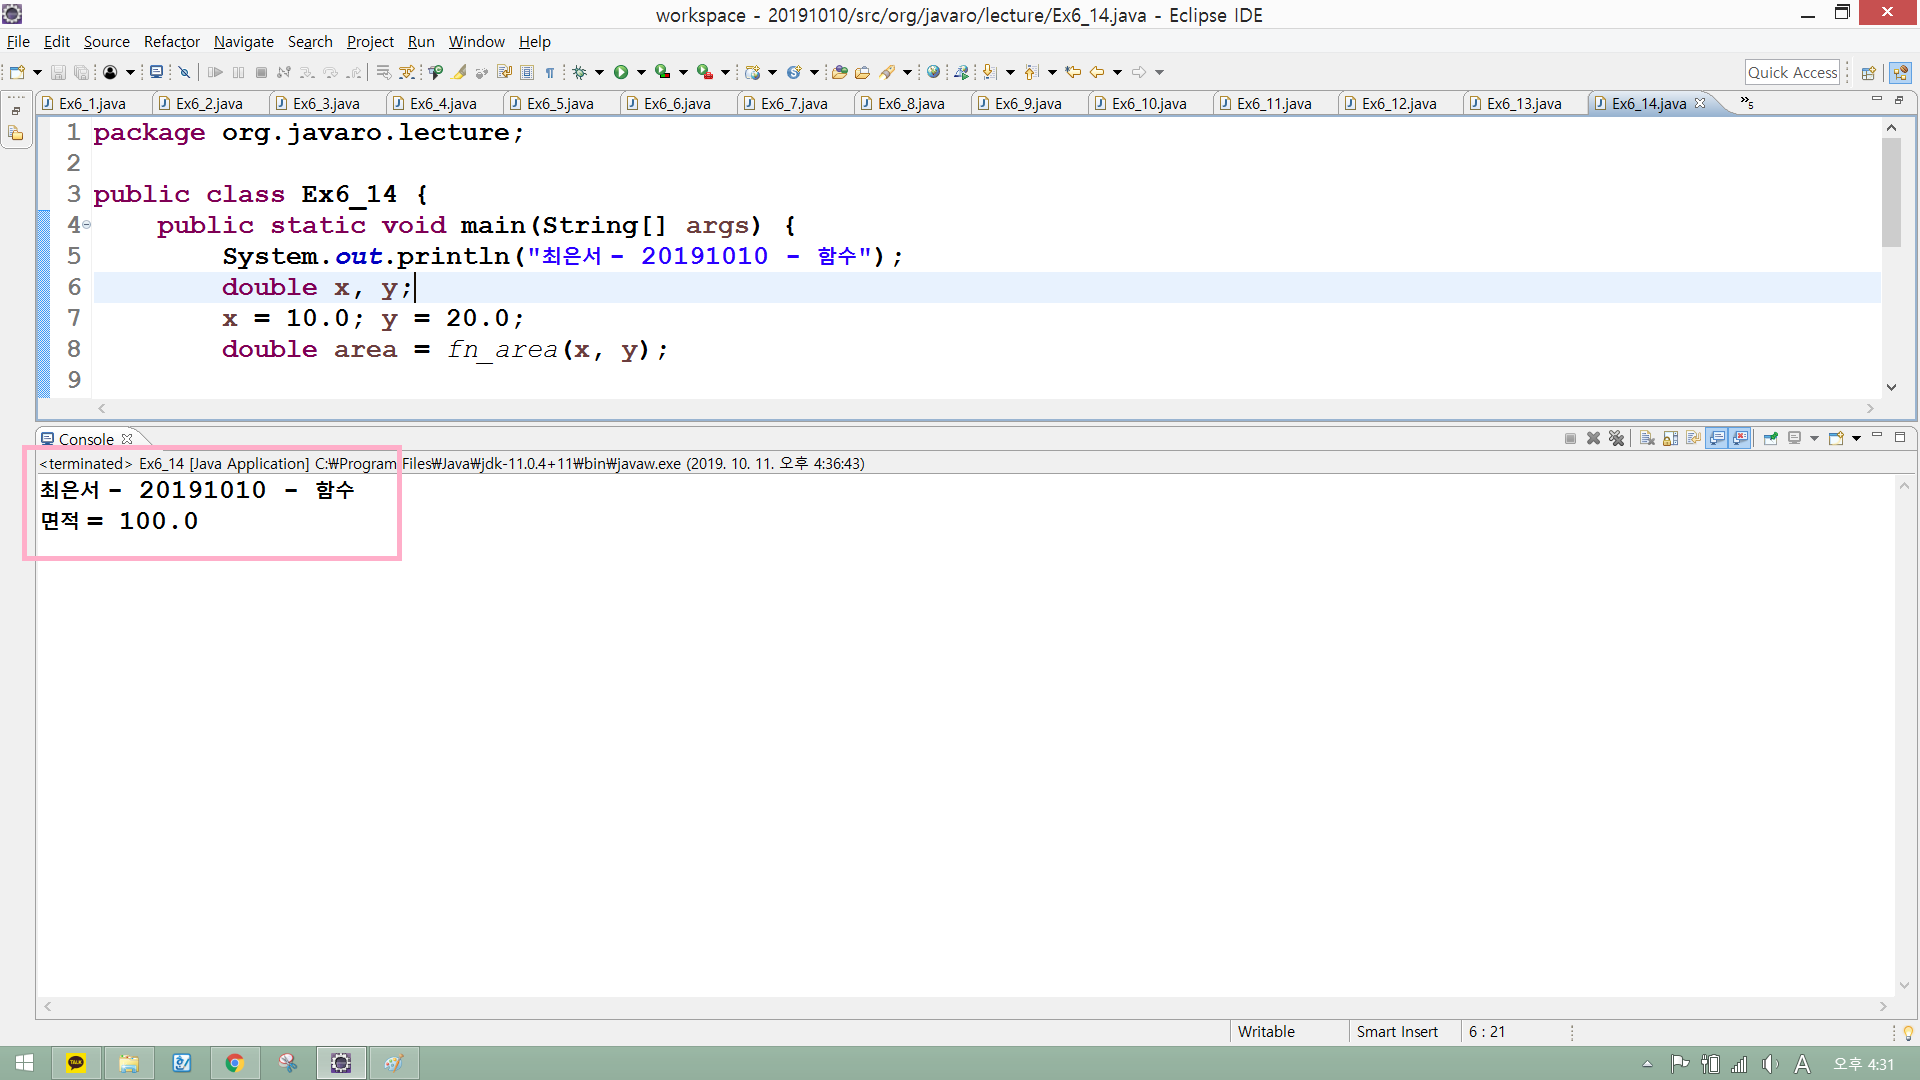 workspace - 20191010/src/org/javaro/lecture/Ex6_14.java - Eclipse IDE
File Edit Source Refactor Navigate Search Project Run Window Help
Quick Access
Ex6_1.java Ex6_2.java Ex6_3.java Ex6_4.java Ex6_5.java Ex6_6.java Ex6_7.java Ex6_8.java Ex6_9.java Ex6_10.java Ex6_11.java Ex6_12.java Ex6_13.java Ex6_14.java »5
1 package org.javaro.lecture;
2
3 public class Ex6_14 {
4 public static void main(String[] args) {
5 System.out.println("최은서 - 20191010 - 함수");
6 double x, y;
7 x = 10.0; y = 20.0;
8 double area = fn_area(x, y);
9
Console
<terminated> Ex6_14 [Java Application] C:₩Program Files₩Java₩jdk-11.0.4+11₩bin₩javaw.exe (2019. 10. 11. 오후 4:36:43)
최은서 - 20191010 - 함수
면적 = 100.0
Writable Smart Insert 6 : 21
TALK
A 오후 4:31